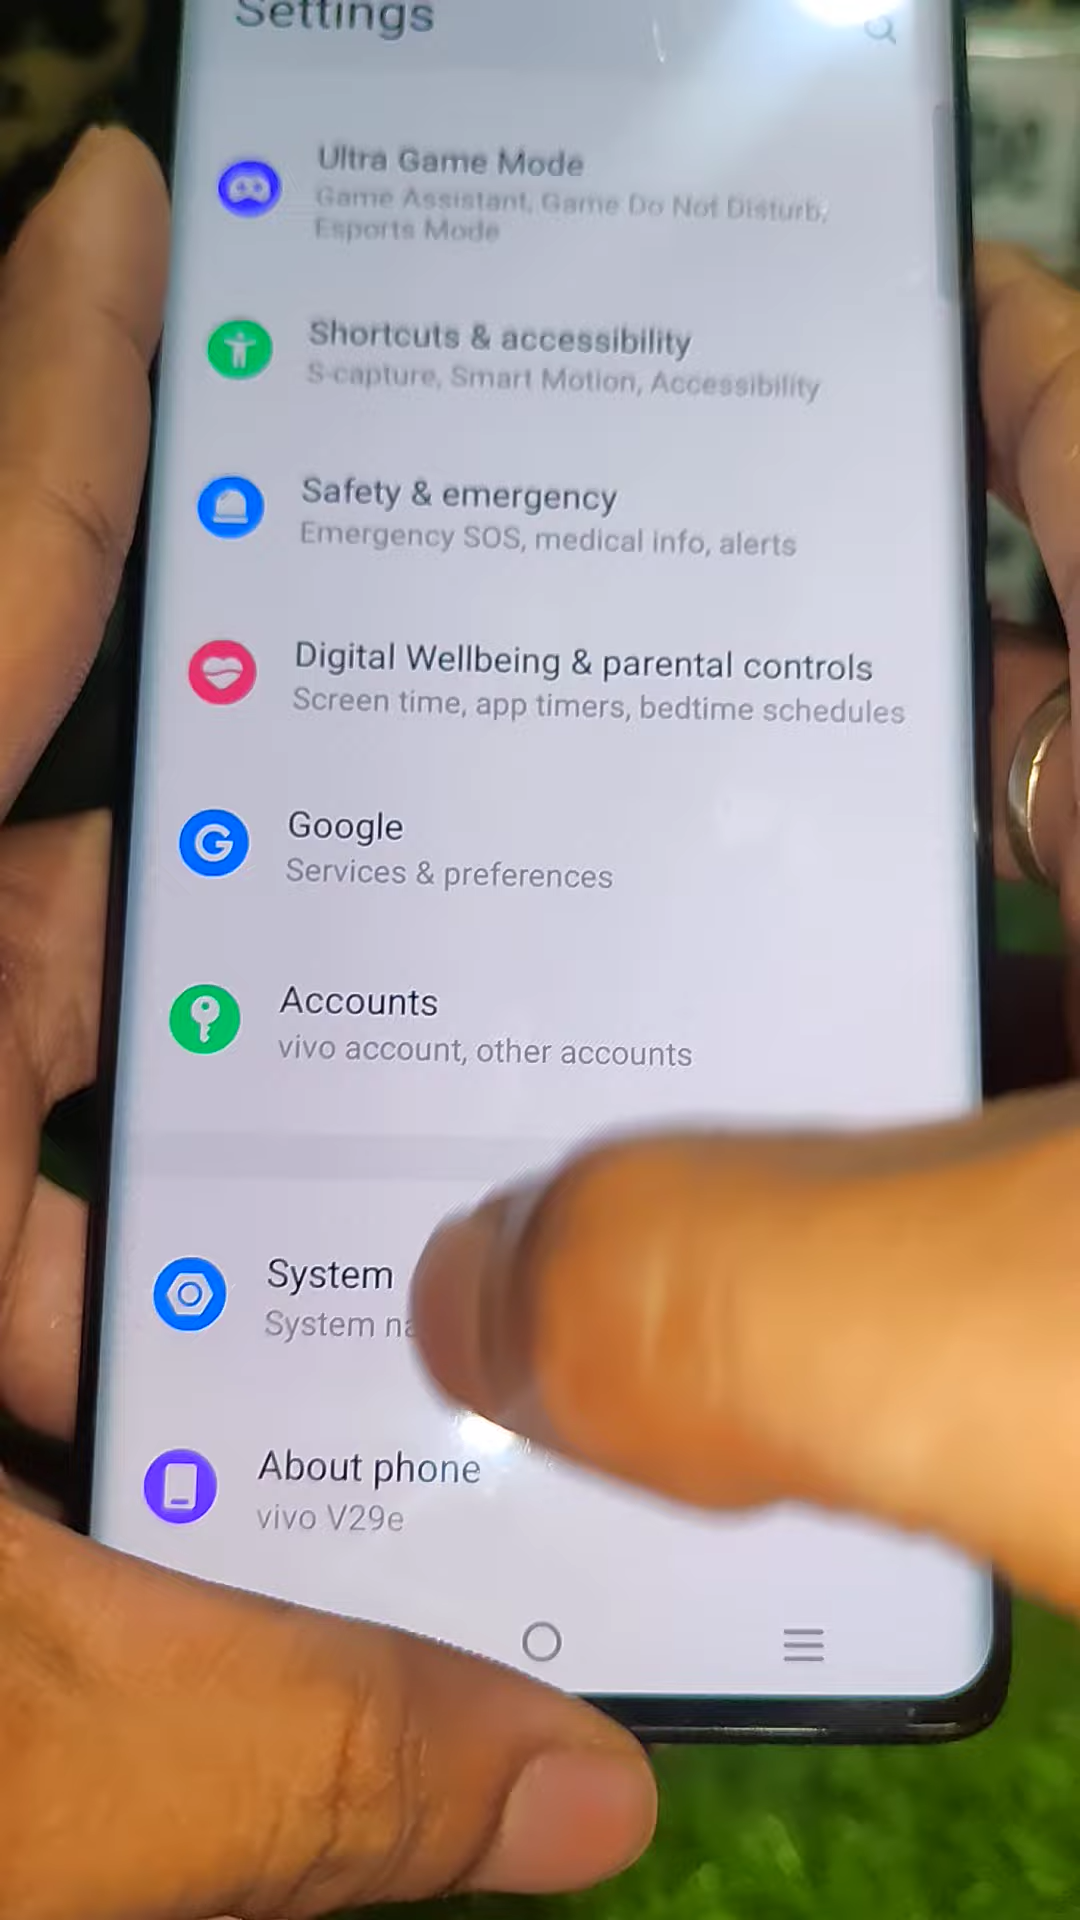 Settings
Ultra Game Mode
Game Assistant, Game Do Not Disturb,
Esports Mode
Shortcuts & accessibility
S-capture, Smart Motion, Accessibility
Safety & emergency
Emergency SOS, medical info, alerts
Digital Wellbeing & parental controls
Screen time, app timers, bedtime schedules
Google
Services & preferences
Accounts
vivo account, other accounts
System
System
About phone
vivo V29e